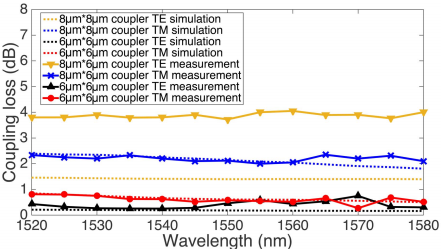 8
7
6
5
4
3
2
1
0
Coupling loss (dB)
8μm*8μm coupler TE simulation
8μm*8μm coupler TM simulation
6μm*6μm coupler TE simulation
6μm*6μm coupler TM simulation
8μm*6μm coupler TE measurement
8μm*6μm coupler TM measurement
6μm*6μm coupler TE measurement
6μm*6μm coupler TM measurement
1520 1530 1540 1550 1560 1570 1580
Wavelength (nm)